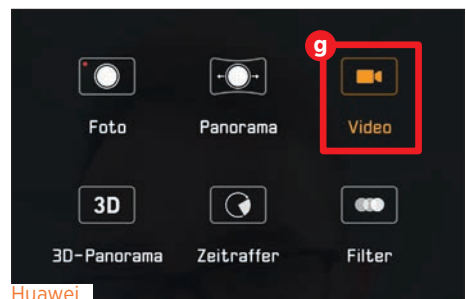 g
Foto Panorama Video
3D
3D-Panorama Zeitraffer Filter
Huawei